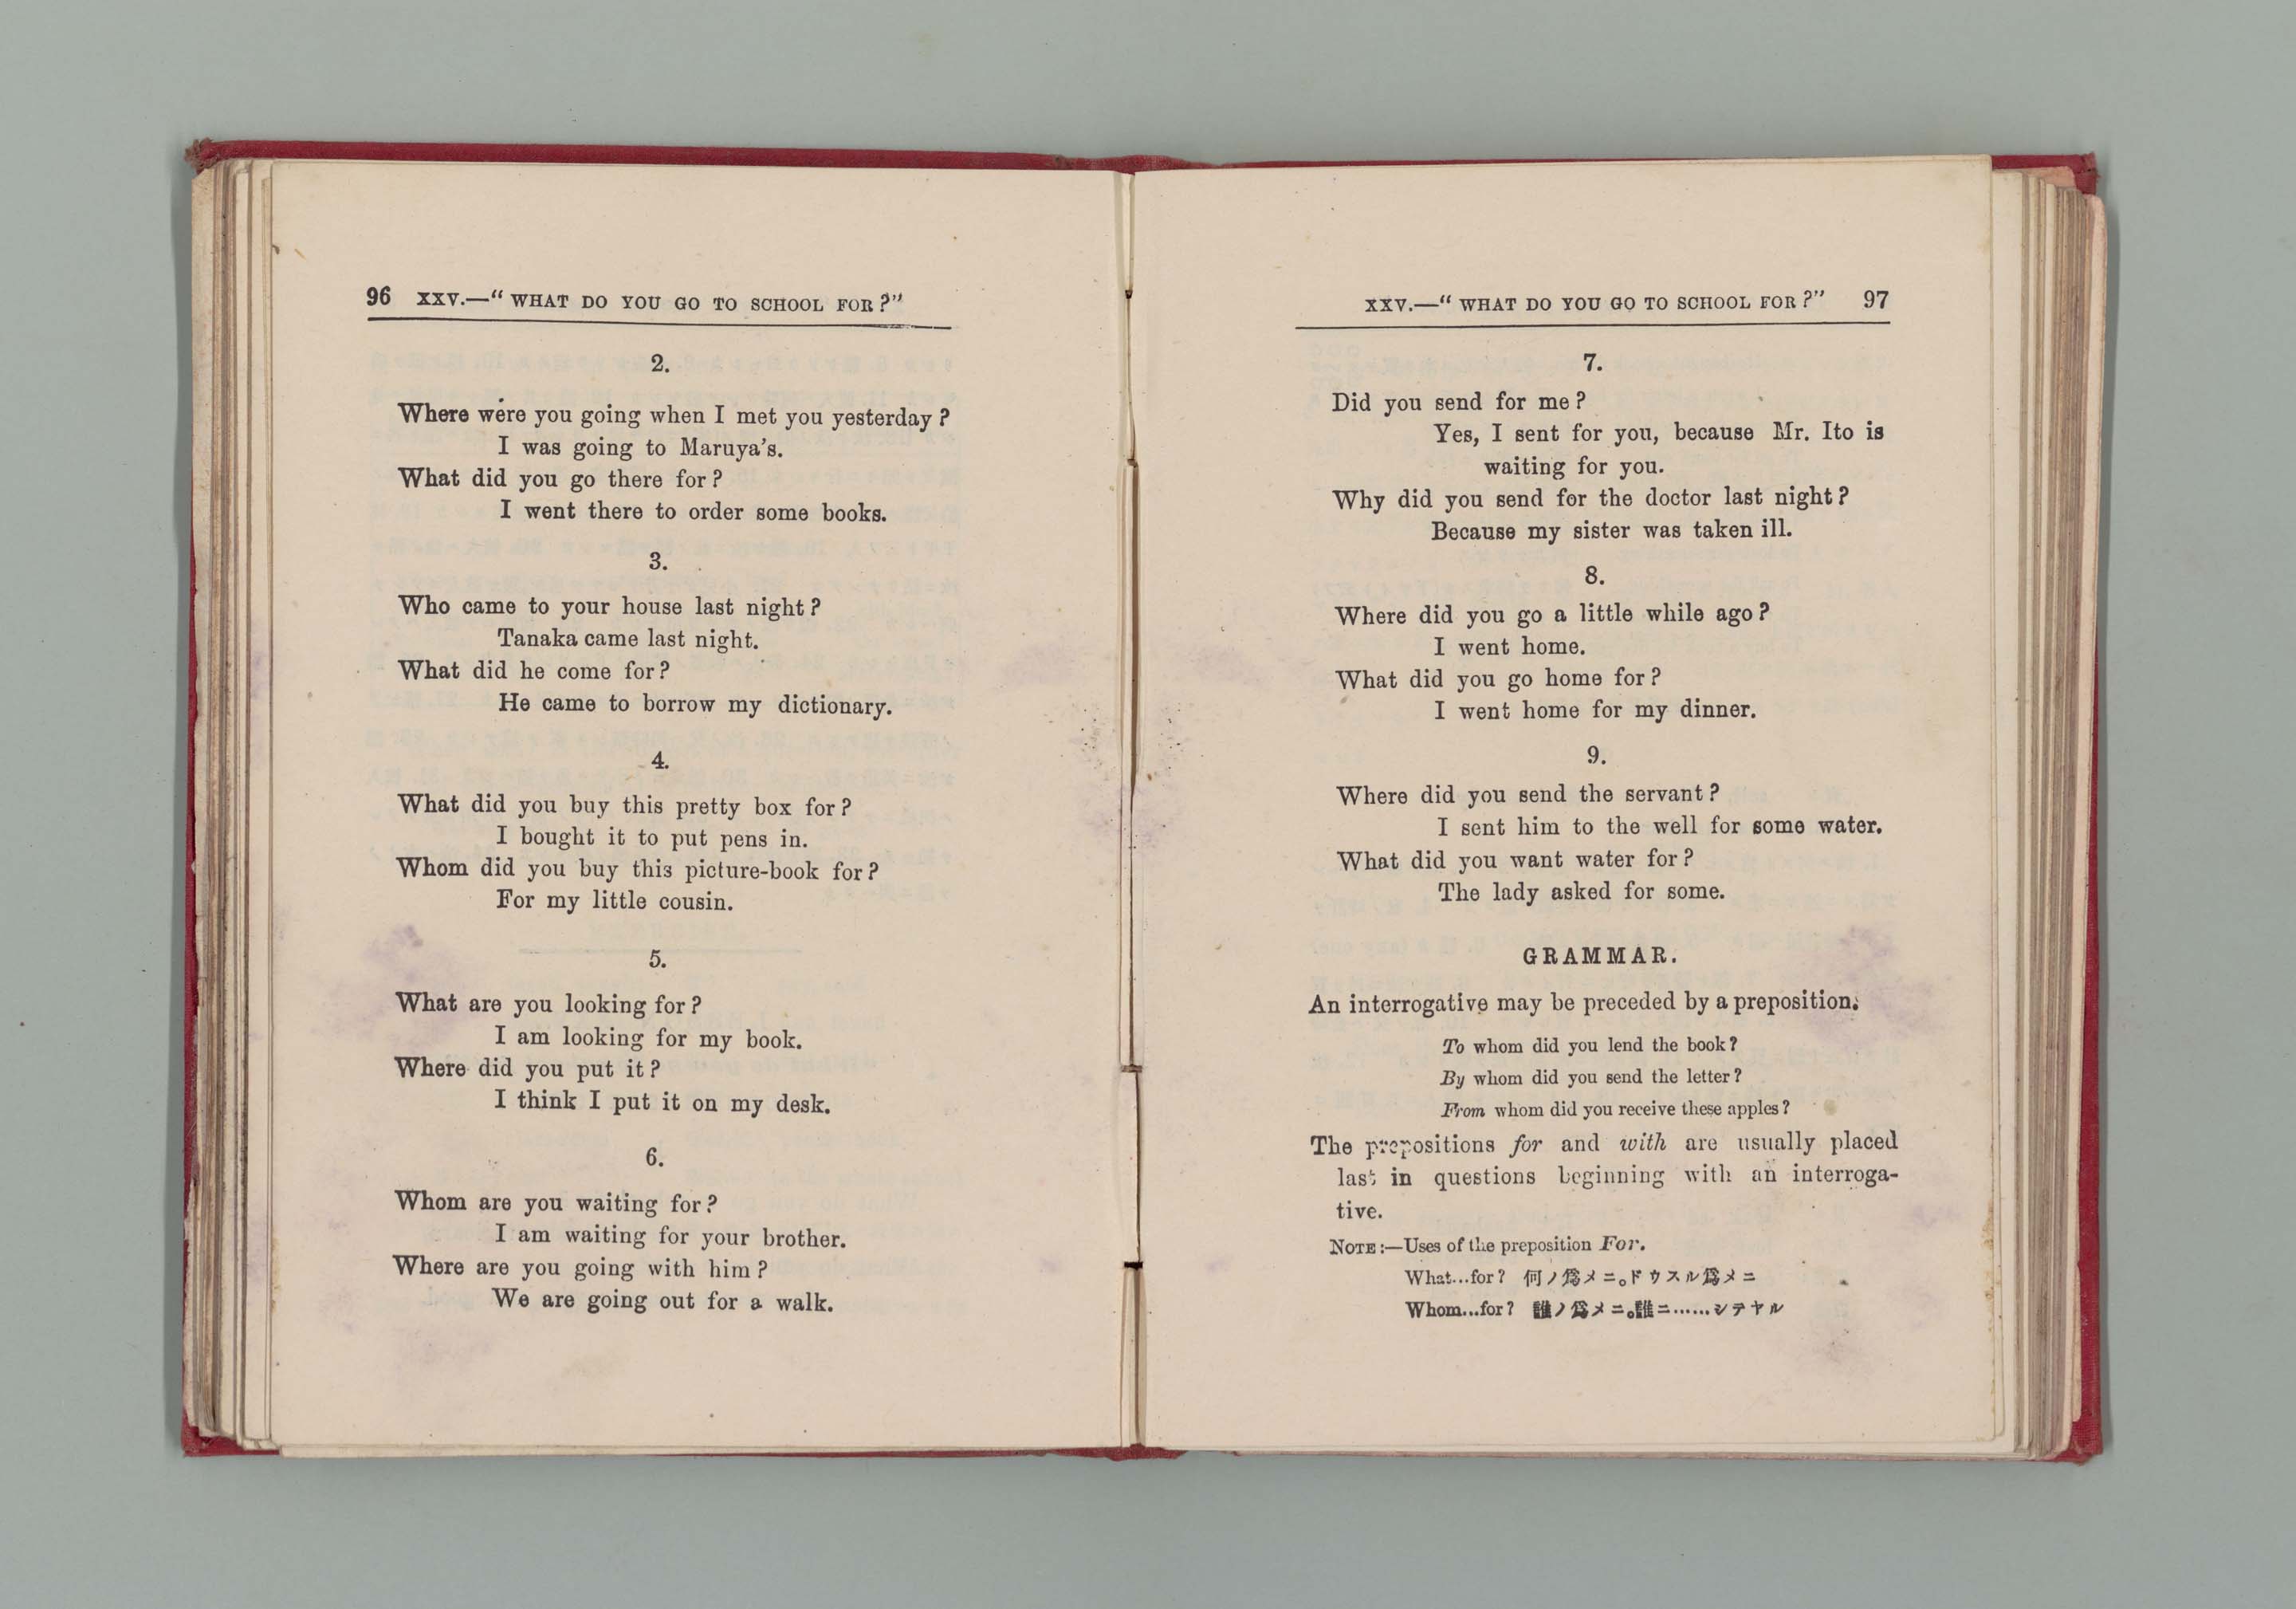 96 XXV.—“ WHAT DO YOU GO TO SCHOOL FOR ?”
2.
Where were you going when I met you yesterday ?
I was going to Maruya's.
What did you go there for ?
I went there to order some books.
3.
Who came to your house last night ?
Tanaka came last night.
What did he come for ?
He came to borrow my dictionary.
4.
What did you buy this pretty box for ?
I bought it to put pens in.
Whom did you buy this picture-book for ?
For my little cousin.
5.
What are you looking for ?
I am looking for my book.
Where did you put it ?
I think I put it on my desk.
6.
Whom are you waiting for ?
I am waiting for your brother.
Where are you going with him ?
We are going out for a walk.
XXV.—“ WHAT DO YOU GO TO SCHOOL FOR ?” 97
7.
Did you send for me ?
Yes, I sent for you, because Mr. Ito is
waiting for you.
Why did you send for the doctor last night ?
Because my sister was taken ill.
8.
Where did you go a little while ago ?
I went home.
What did you go home for ?
I went home for my dinner.
9.
Where did you send the servant ?
I sent him to the well for some water.
What did you want water for ?
The lady asked for some.
GRAMMAR.
An interrogative may be preceded by a preposition.
To whom did you lend the book ?
By whom did you send the letter ?
From whom did you receive these apples ?
The prepositions for and with are usually placed
last in questions beginning with an interroga-
tive.
NOTE :—Uses of the preposition For.
What...for ? 何ノ爲メニ。ドウスル爲メニ
Whom...for ? 誰ノ爲メニ。誰ニ......シテヤル